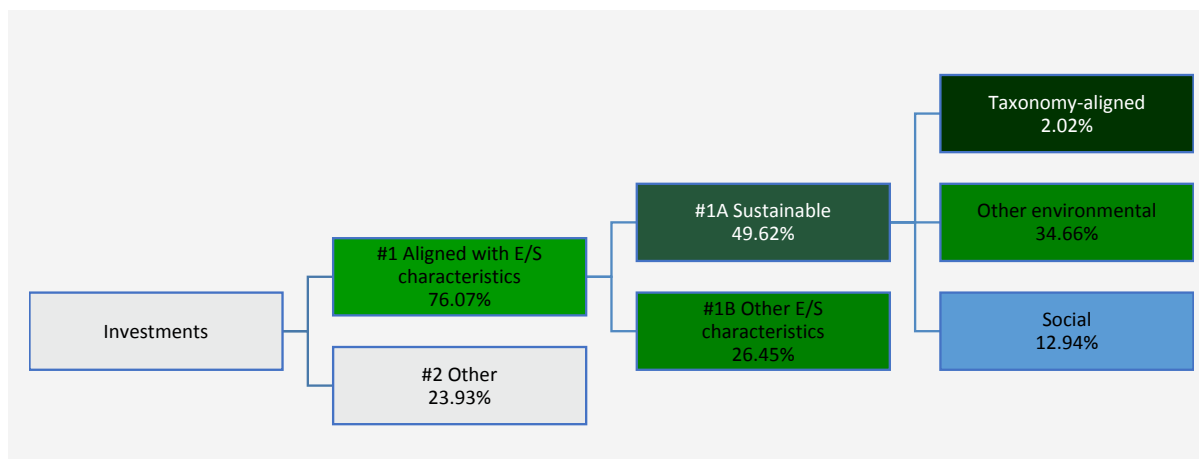 Investments
#1 Aligned with E/S
characteristics
76.07%
#2 Other
23.93%
#1A Sustainable
49.62%
#1B Other E/S
characteristics
26.45%
Taxonomy-aligned
2.02%
Other environmental
34.66%
Social
12.94%